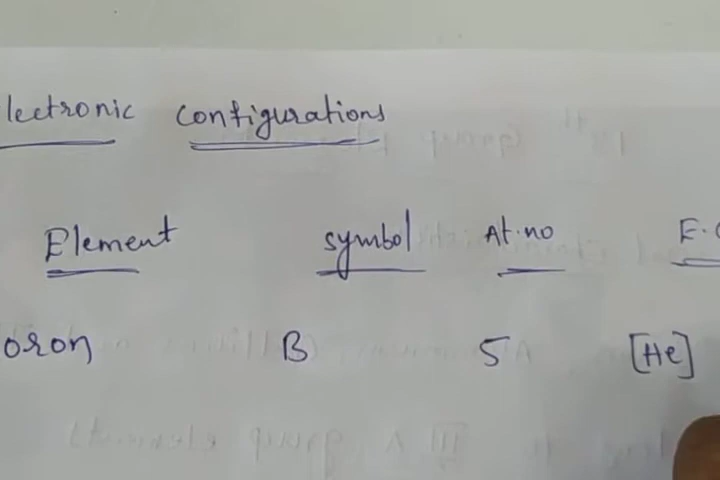 lectronic configurations
Element symbol At.no E.C
oron B 5 [He]